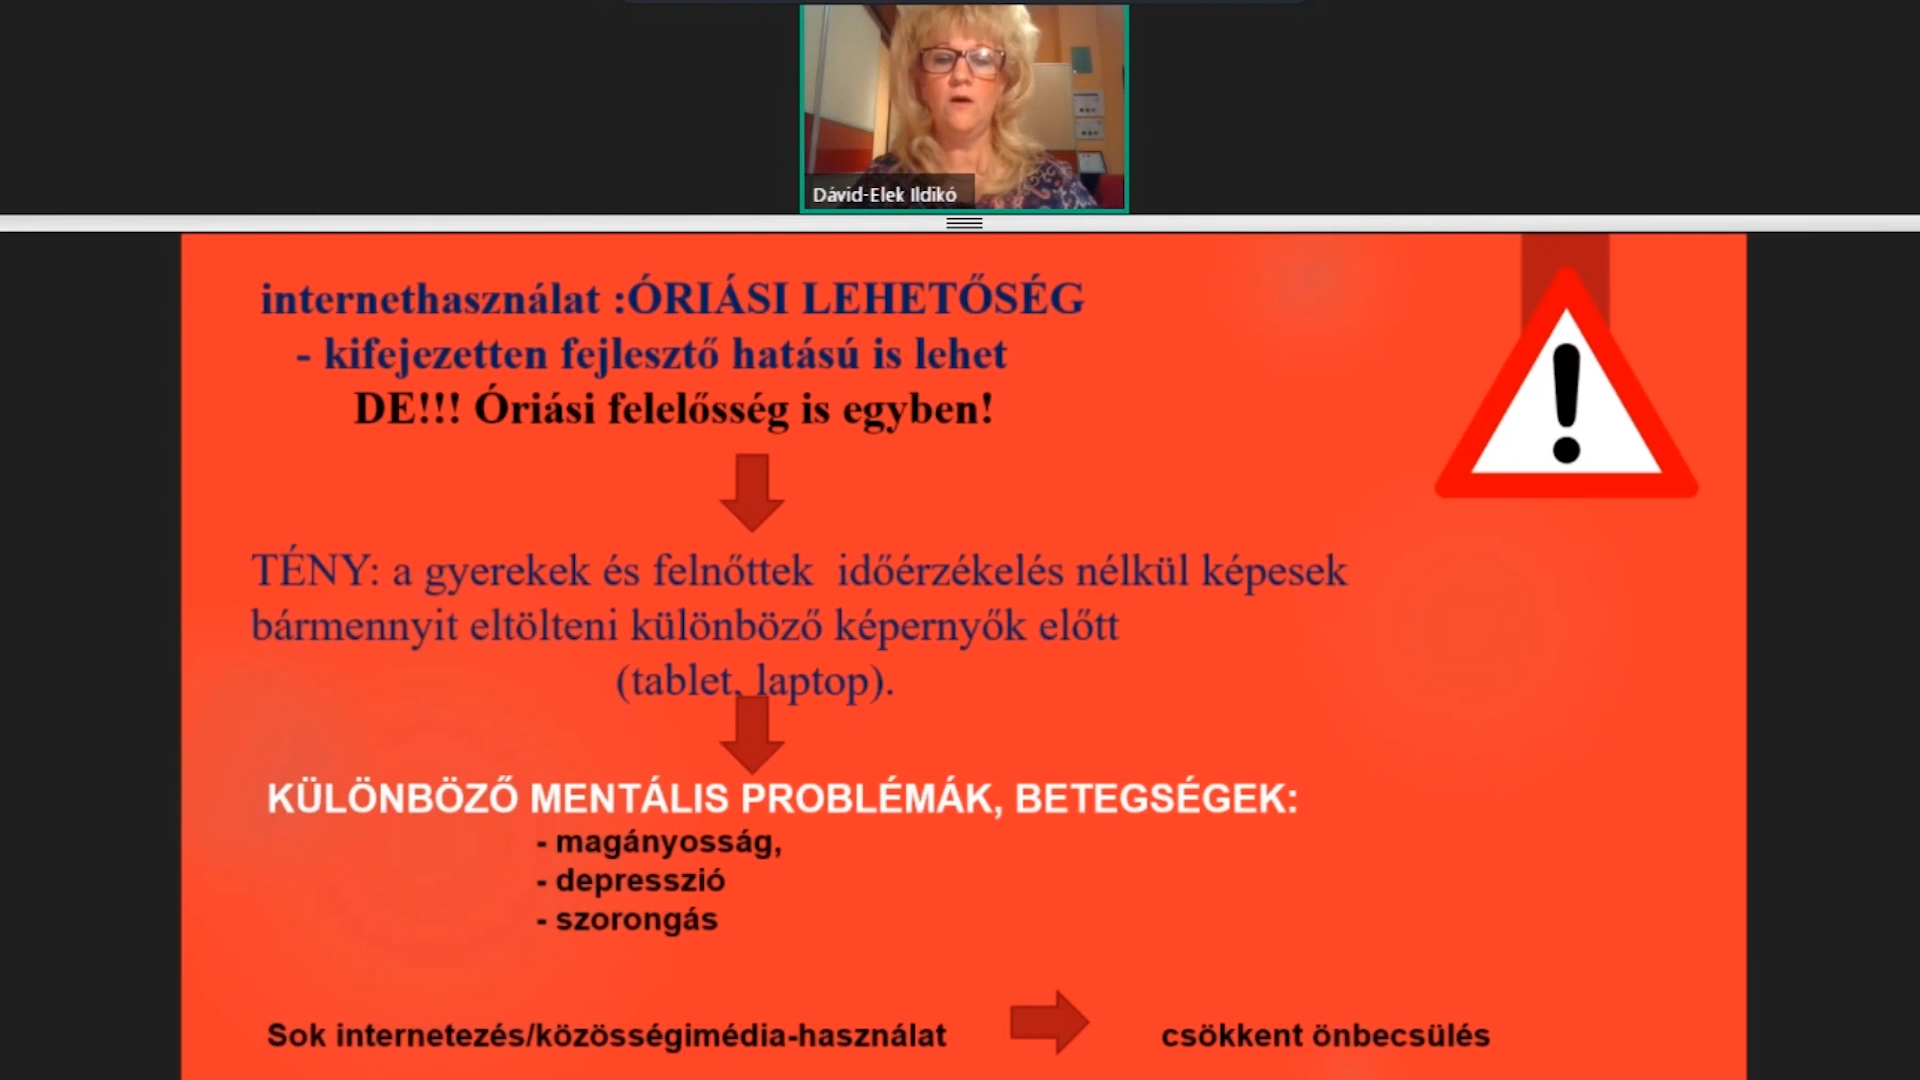 Dávid-Elek Ildikó
internethasználat :ÓRIÁSI LEHETŐSÉG
- kifejezetten fejlesztő hatású is lehet
DE!!! Óriási felelősség is egyben!
TÉNY: a gyerekek és felnőttek időérzékelés nélkül képesek
bármennyit eltölteni különböző képernyők előtt
(tablet, laptop).
KÜLÖNBÖZŐ MENTÁLIS PROBLÉMÁK, BETEGSÉGEK:
- magányosság,
- depresszió
- szorongás
Sok internetezés/közösségimédia-használat
csökkent önbecsülés